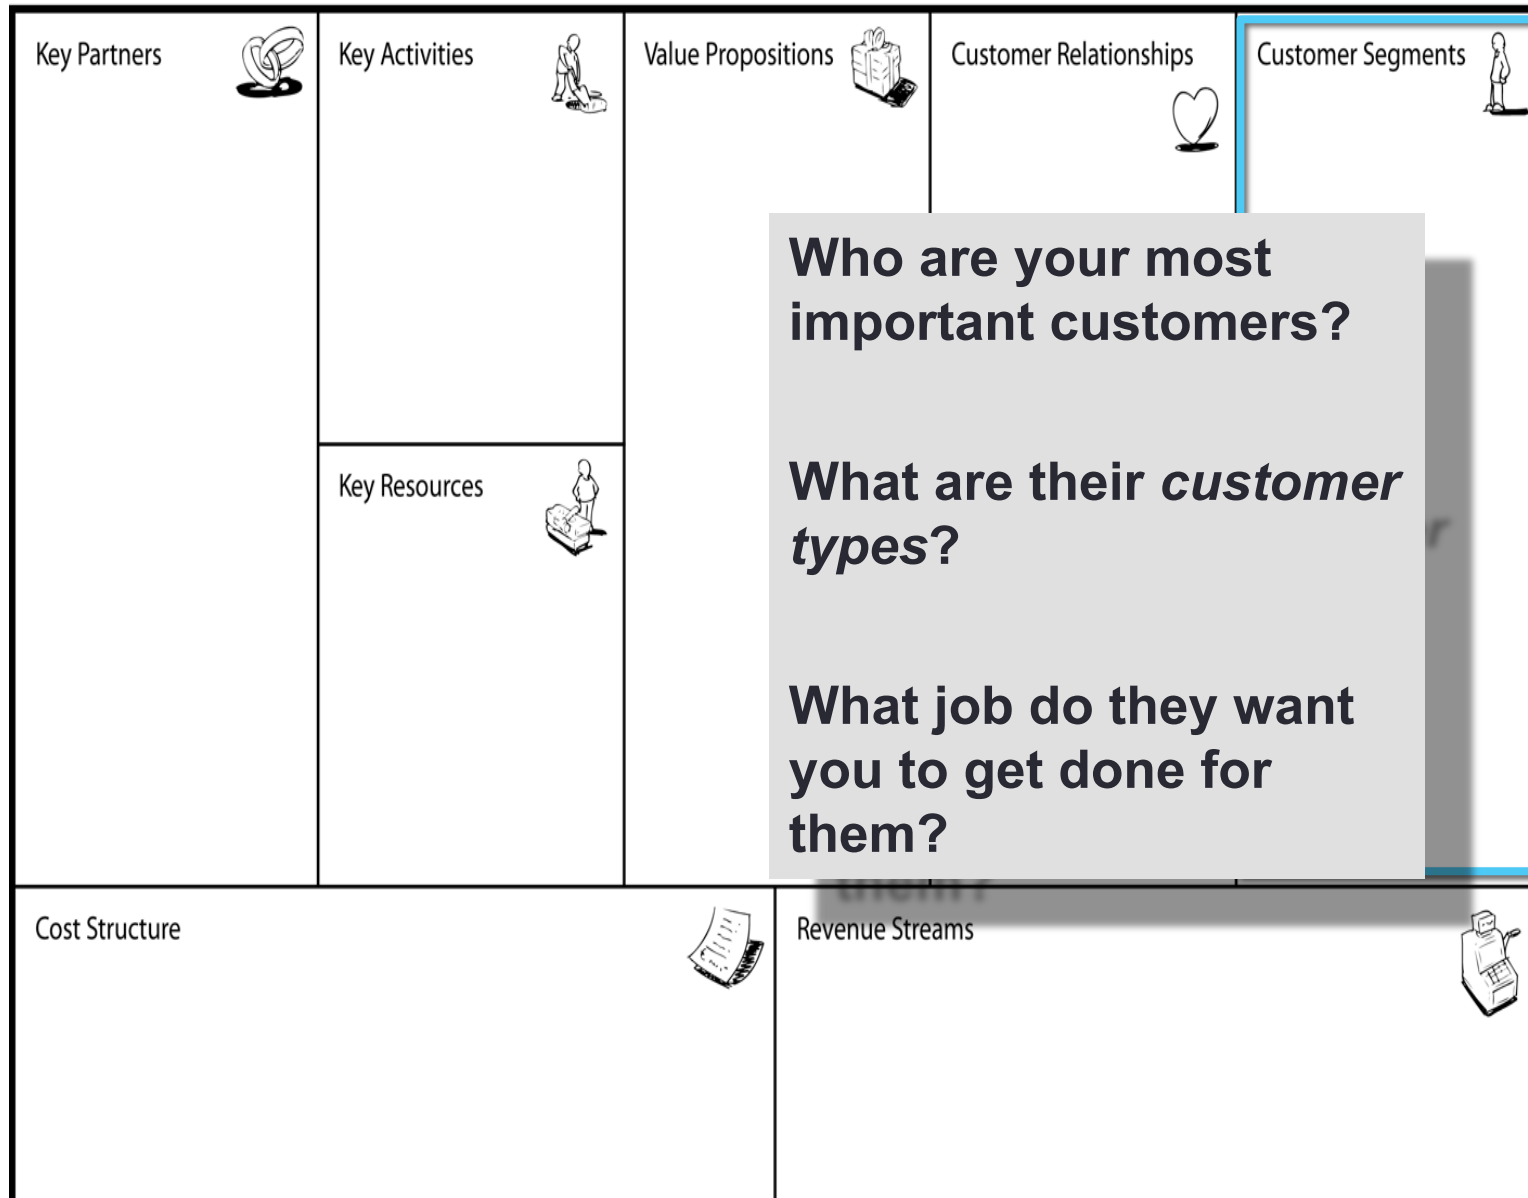 Key Partners
Key Activities
Value Propositions
Customer Relationships
Customer Segments
Who are your most
important customers?
What are their customer
types?
What job do they want
you to get done for
them?
Key Resources
Cost Structure
Revenue Streams